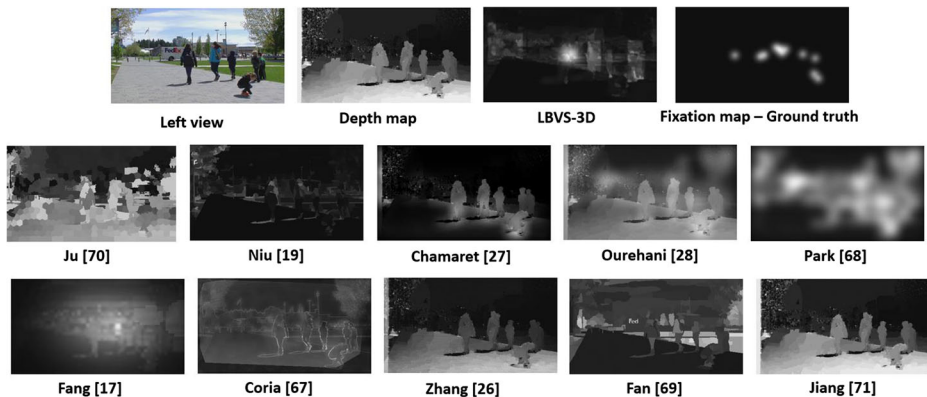 FedEx
Left view
Depth map
LBVS-3D
Fixation map – Ground truth
Ju [70]
Niu [19]
Chamaret [27]
Ourehani [28]
Park [68]
Fang [17]
Coria [67]
Zhang [26]
Fan [69]
Jiang [71]